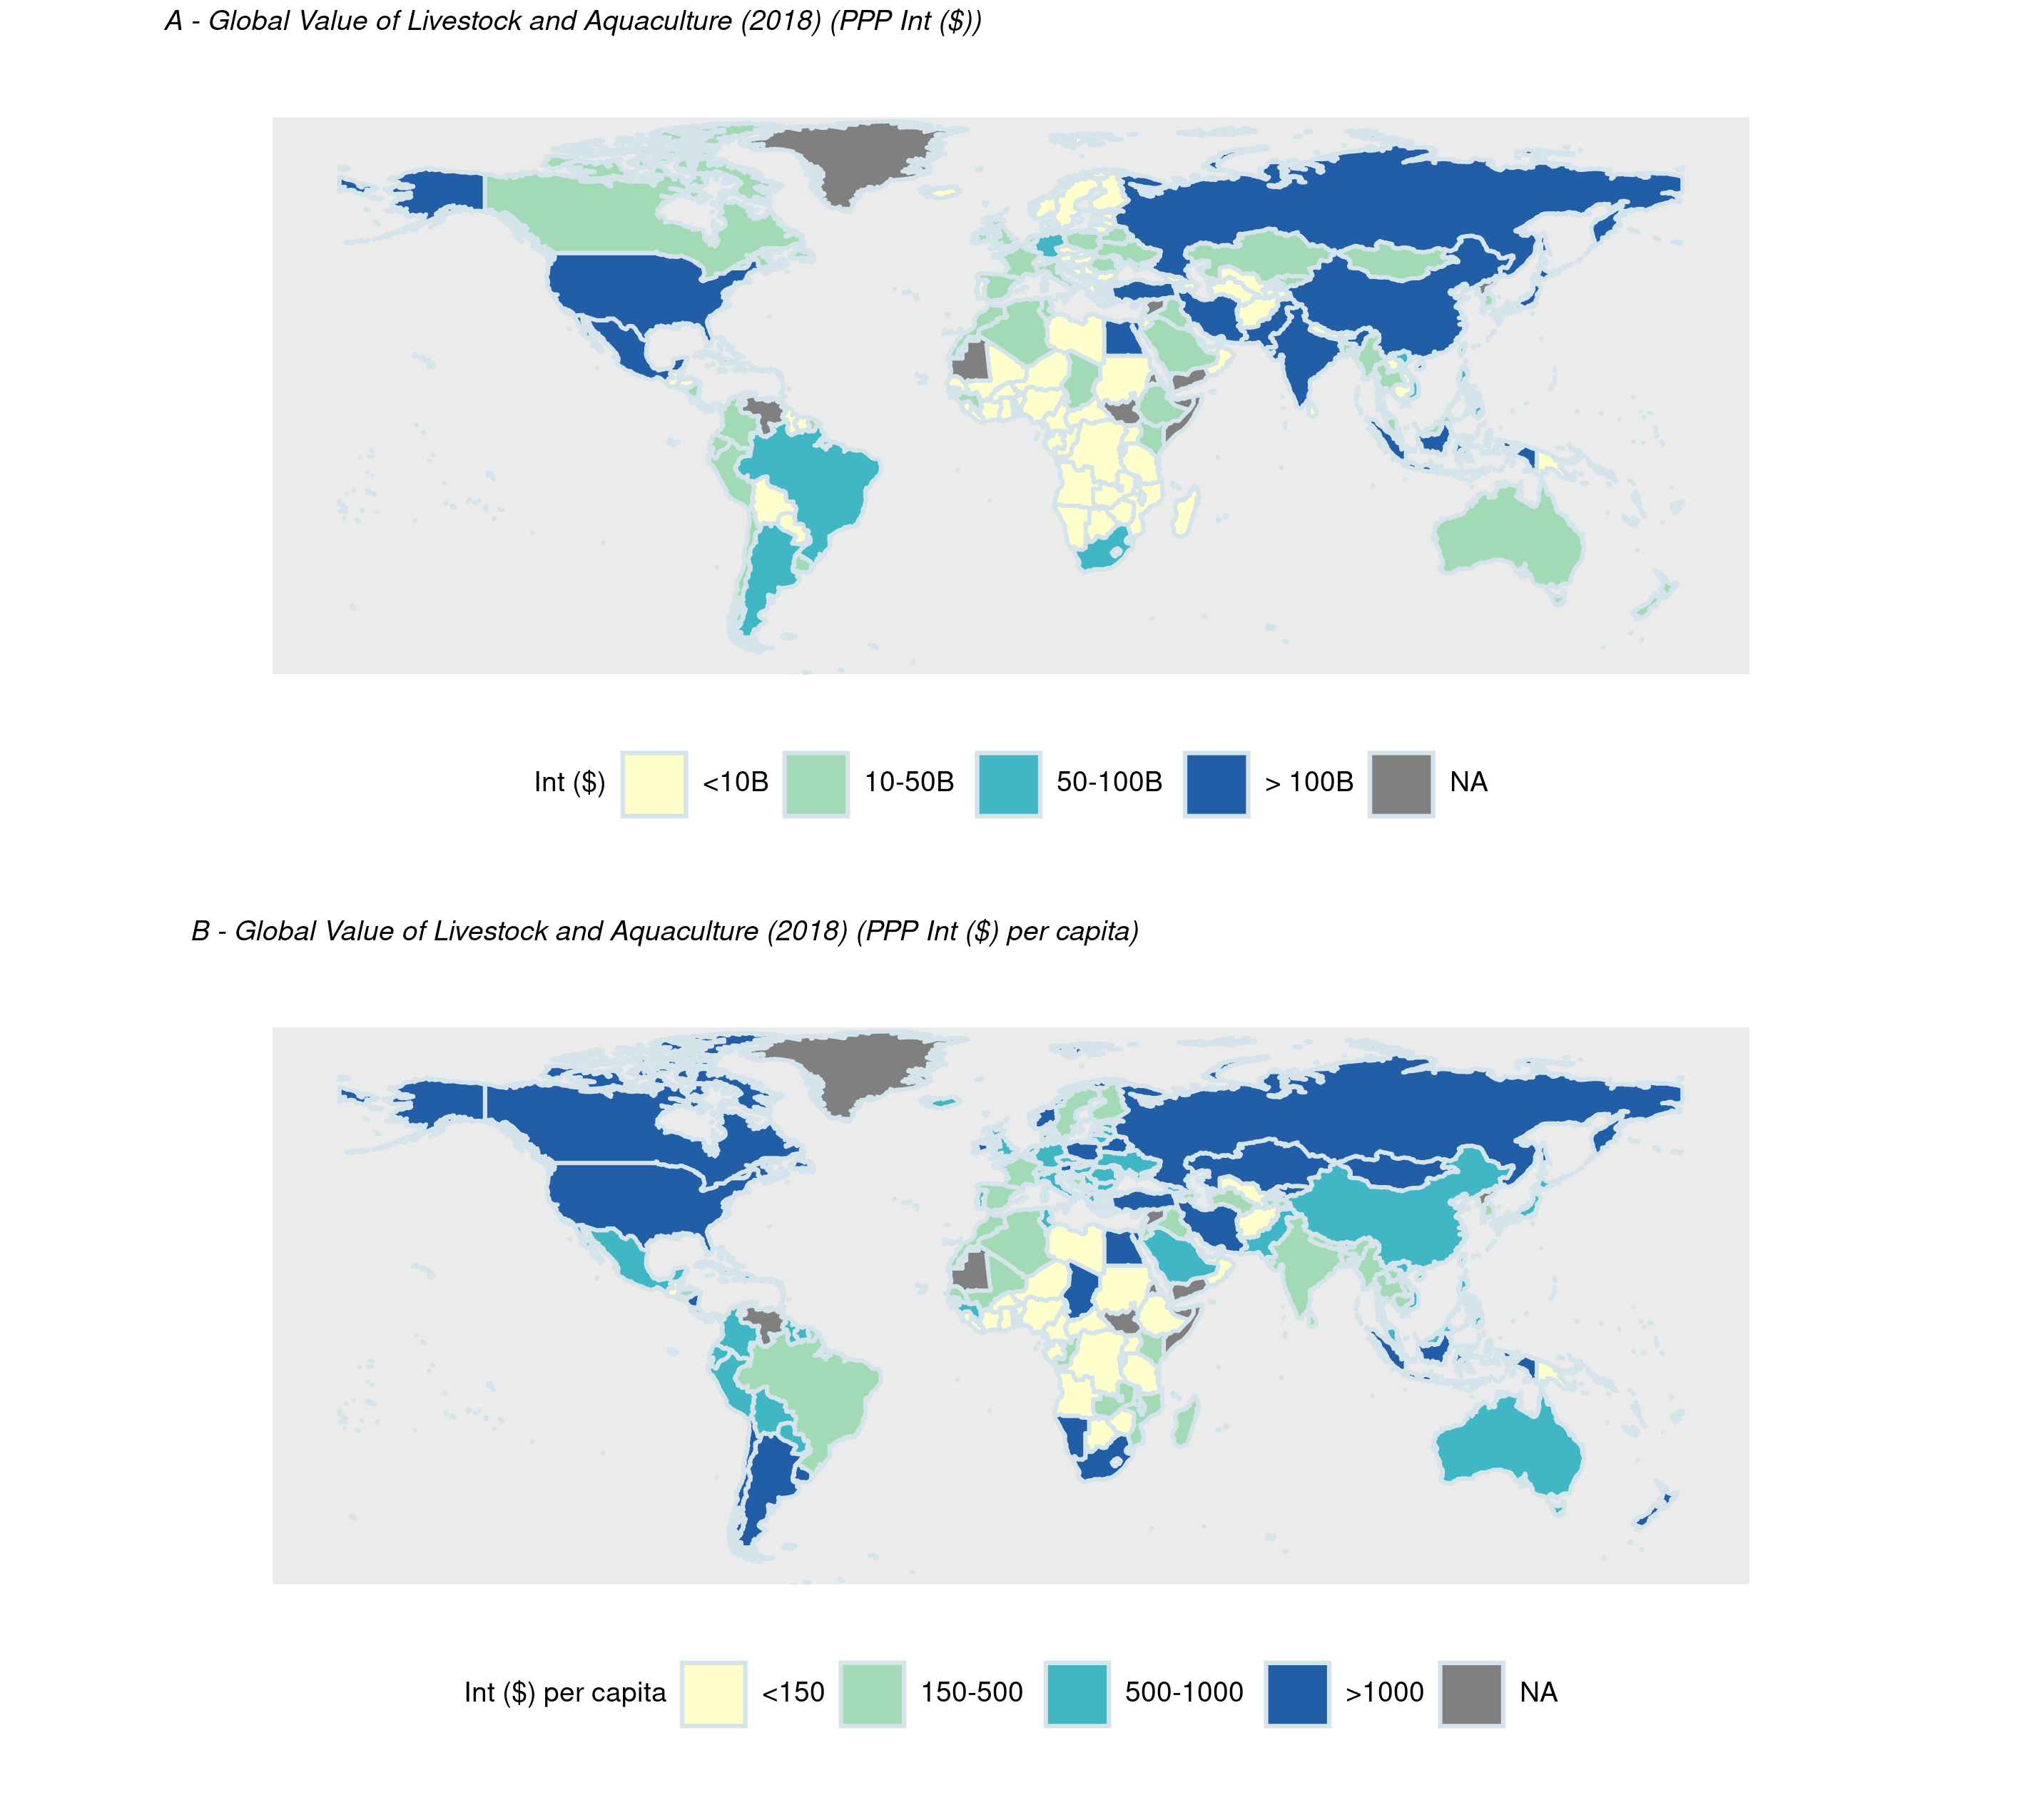 A - Global Value of Livestock and Aquaculture (2018) (PPP Int ($))
Int ($) <10B 10-50B 50-100B > 100B NA
B - Global Value of Livestock and Aquaculture (2018) (PPP Int ($) per capita)
Int ($) per capita <150 150-500 500-1000 >1000 NA